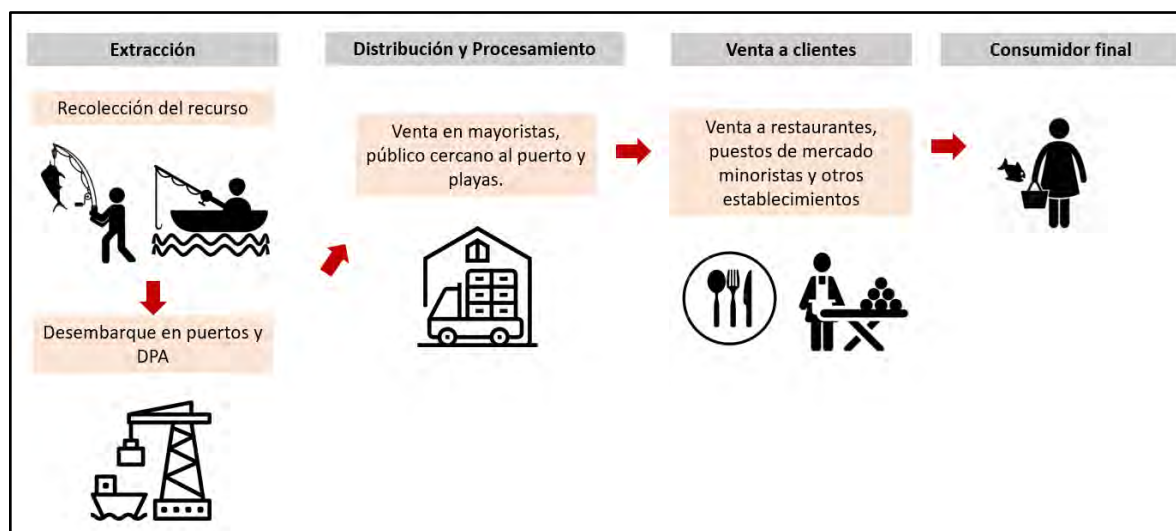 Extracción
Recolección del recurso
Desembarque en puertos y
DPA
Distribución y Procesamiento
Venta en mayoristas,
público cercano al puerto y
playas.
Venta a clientes
Venta a restaurantes,
puestos de mercado
minoristas y otros
establecimientos
Consumidor final